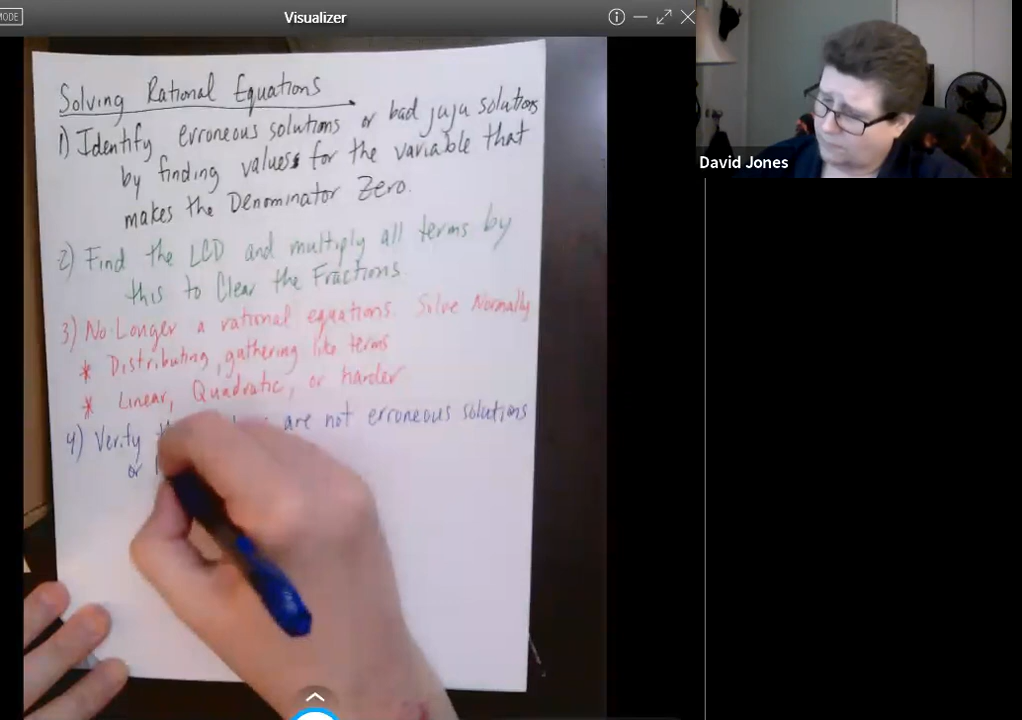 MODE
Visualizer
David Jones
Solving Rational Equations
1) Identify erroneous solutions or bad juju solutions
by finding values for the variable that
makes the Denominator Zero.
2) Find the LCD and multiply all terms by
this to Clear the Fractions
3) No Longer a rational equations. Solve Normally
* Distributing, gathering like terms
* Linear, Quadratic, or harder
4) Verify are not erroneous solutions
or